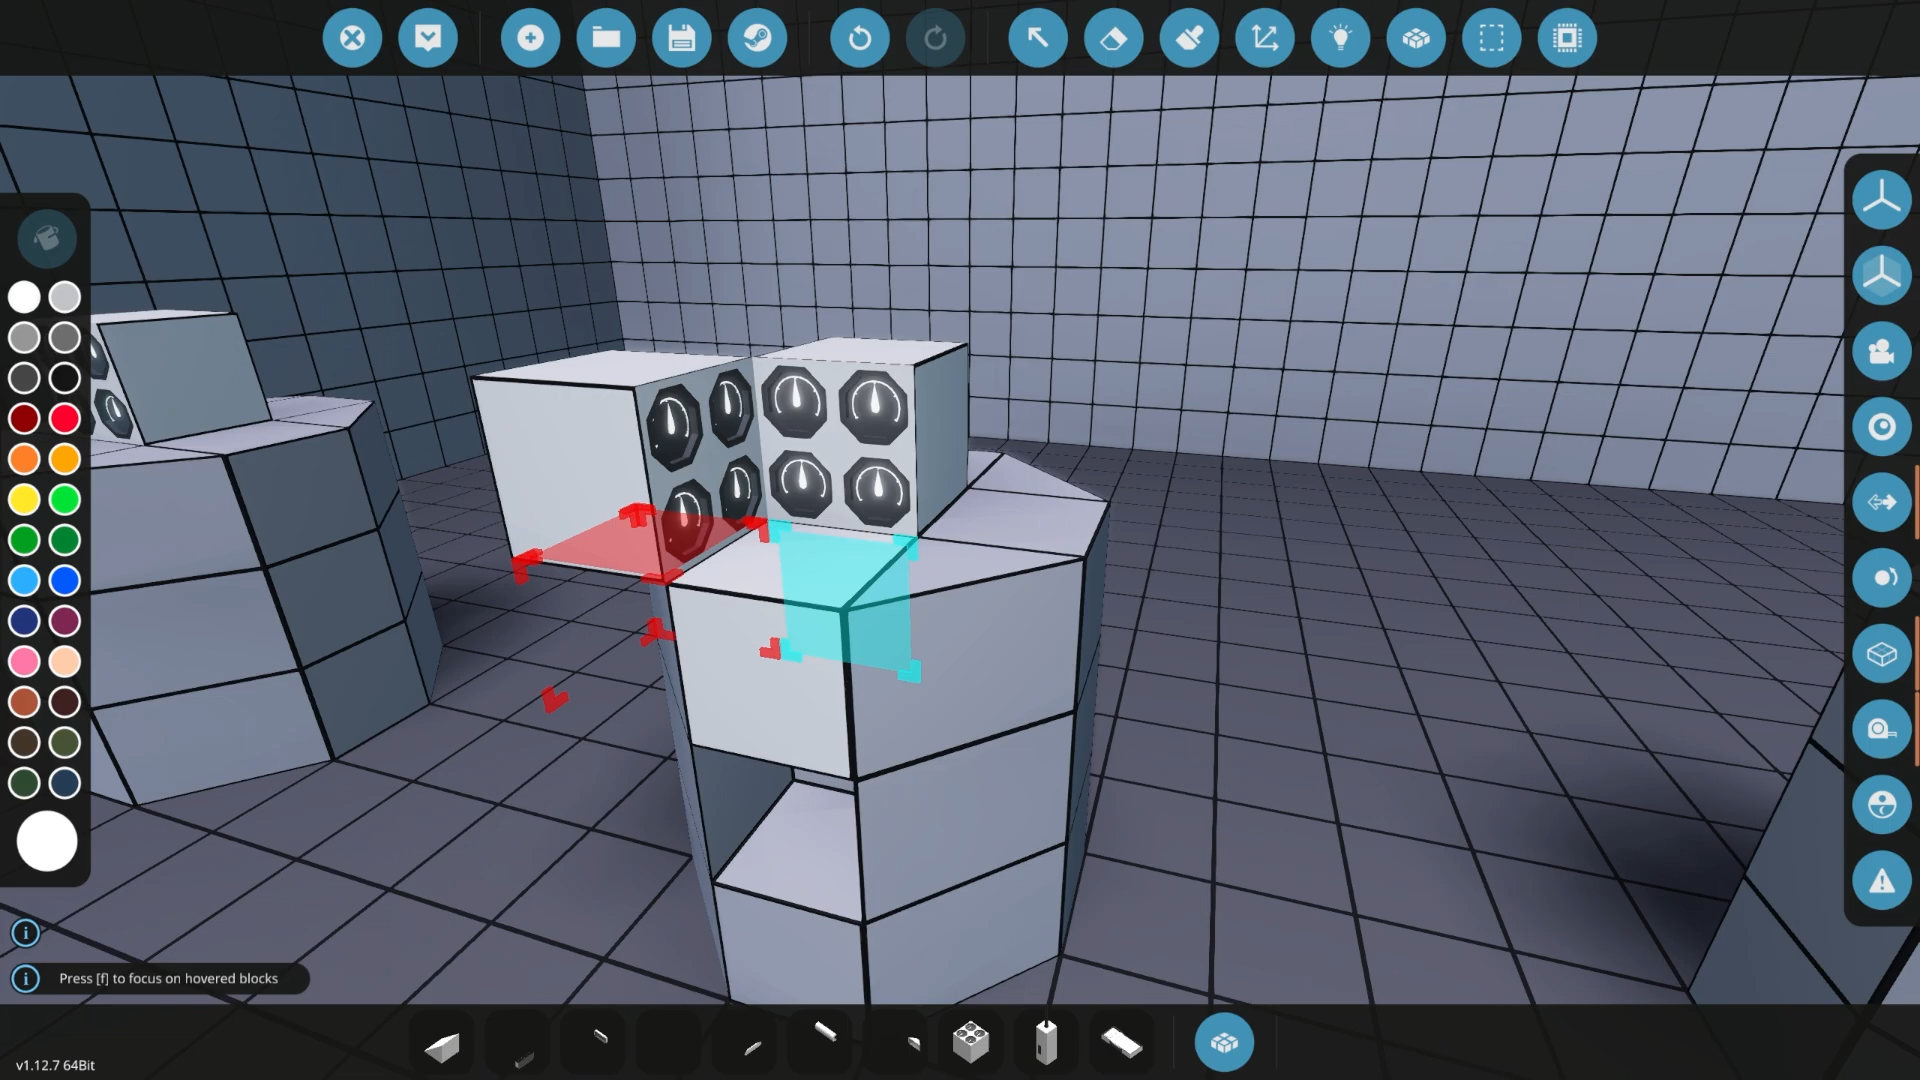 Press [f] to focus on hovered blocks
v1.12.7 64Bit